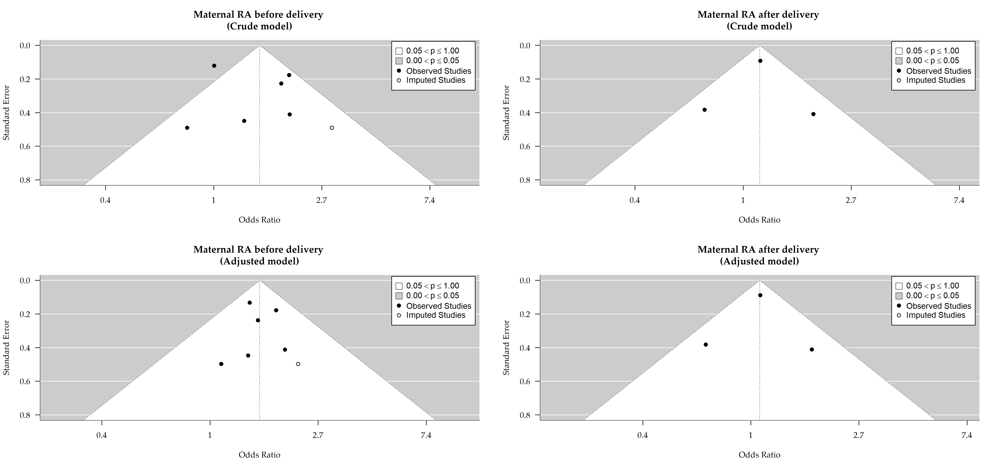 Maternal RA before delivery
(Crude model)
0.0
0.2
0.4
0.6
0.8
Standard Error
0.05 < p ≤ 1.00
0.00 < p ≤ 0.05
Observed Studies
Imputed Studies
0.4 1 2.7 7.4
Odds Ratio
Maternal RA after delivery
(Crude model)
0.0
0.2
0.4
0.6
0.8
Standard Error
0.05 < p ≤ 1.00
0.00 < p ≤ 0.05
Observed Studies
Imputed Studies
0.4 1 2.7 7.4
Odds Ratio
Maternal RA before delivery
(Adjusted model)
0.0
0.2
0.4
0.6
0.8
Standard Error
0.05 < p ≤ 1.00
0.00 < p ≤ 0.05
Observed Studies
Imputed Studies
0.4 1 2.7 7.4
Odds Ratio
Maternal RA after delivery
(Adjusted model)
0.0
0.2
0.4
0.6
0.8
Standard Error
0.05 < p ≤ 1.00
0.00 < p ≤ 0.05
Observed Studies
Imputed Studies
0.4 1 2.7 7.4
Odds Ratio